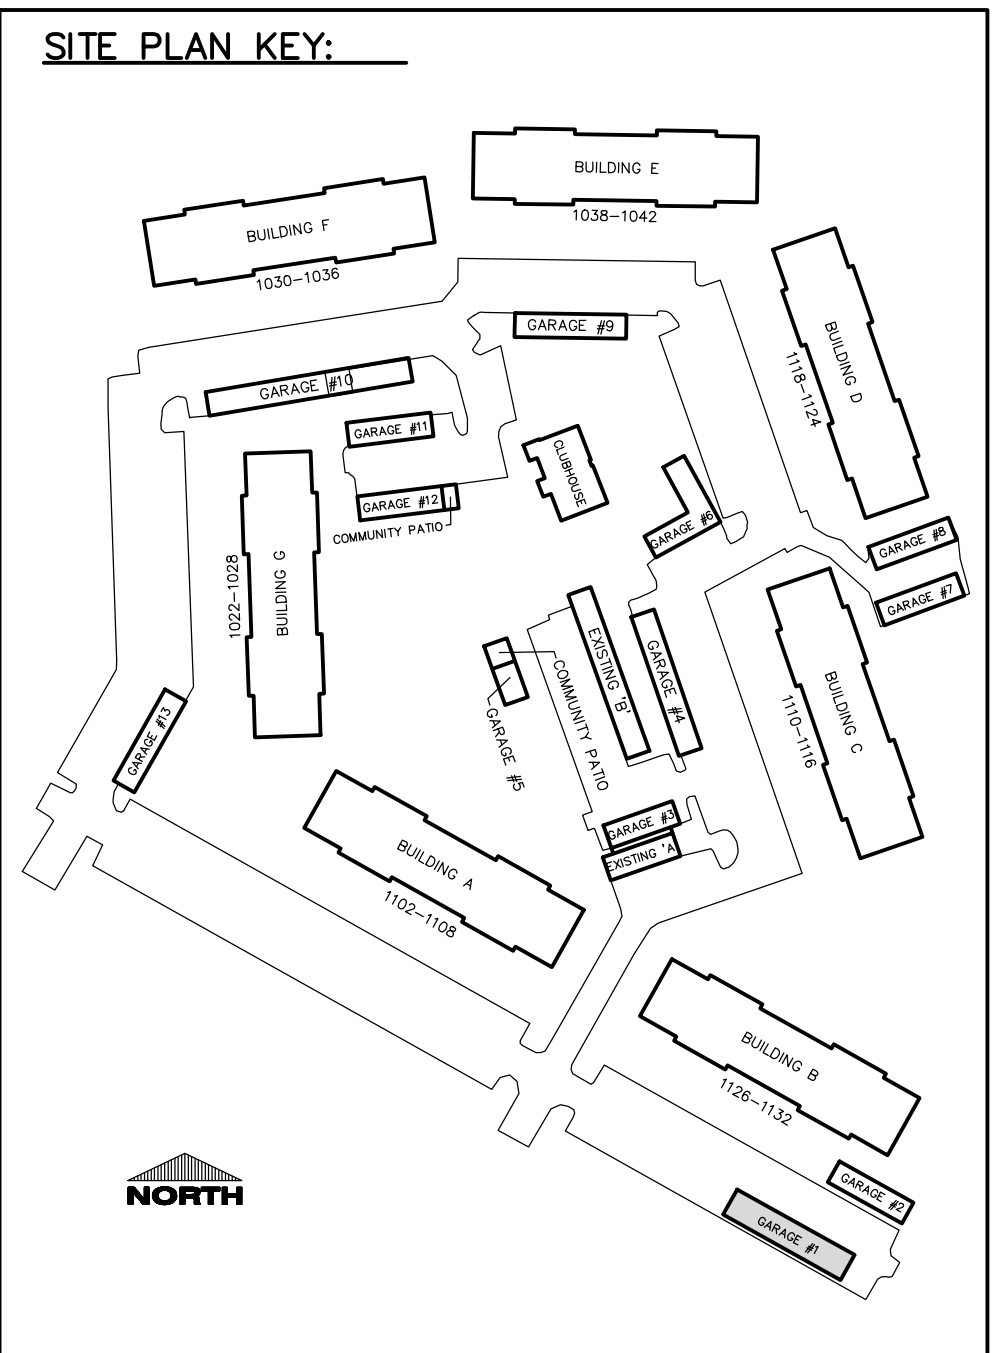 SITE PLAN KEY:
BUILDING E
1038-1042
BUILDING F
1030-1036
GARAGE #9
BUILDING D
1118-1124
GARAGE #10
GARAGE #11
CLUBHOUSE
GARAGE #12
COMMUNITY PATIO
GARAGE #6
GARAGE #8
GARAGE #7
BUILDING G
1022-1028
EXISTING 'B'
GARAGE #4
COMMUNITY PATIO
GARAGE #5
BUILDING C
1110-1116
GARAGE #13
GARAGE #3
EXISTING 'A
BUILDING A
1102-1108
BUILDING B
1126-1132
NORTH
GARAGE #2
GARAGE #1